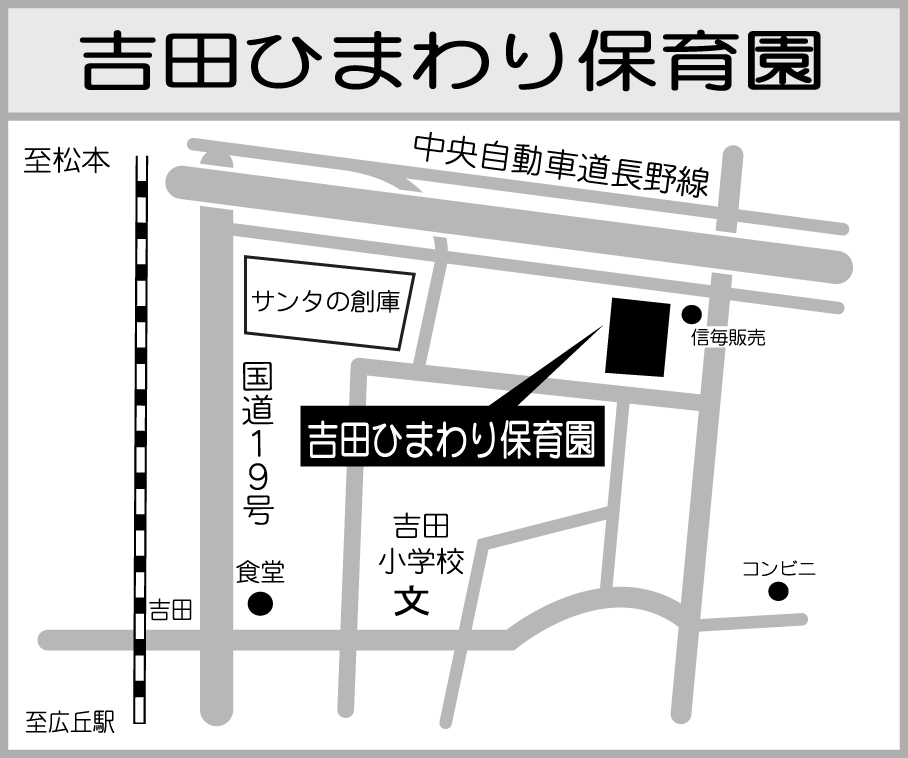 吉田ひまわり保育園
至松本
中央自動車道長野線
サンタの創庫
信毎販売
国道19号
吉田ひまわり保育園
吉田
小学校
文
食堂
コンビニ
吉田
至広丘駅